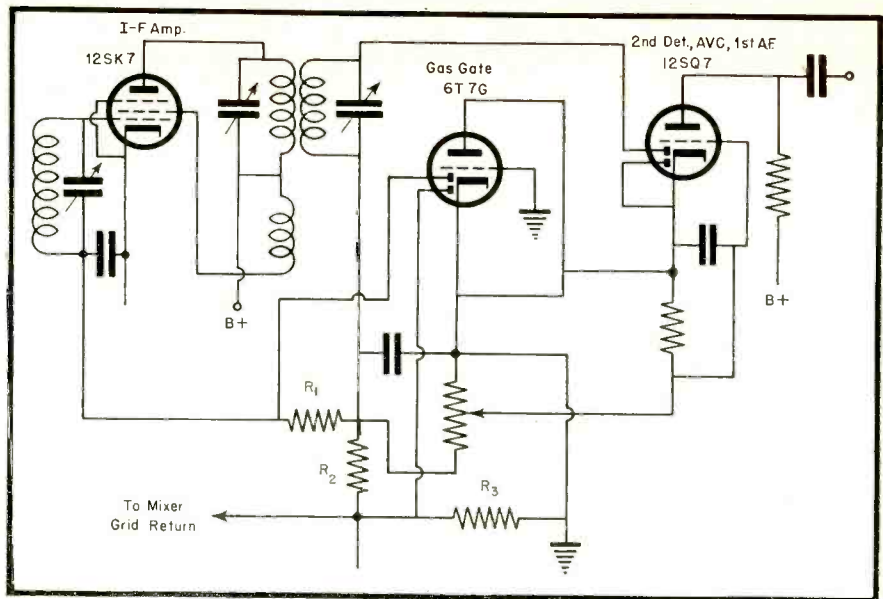 I-F Amp.
12SK7
Gas Gate
6T7G
2nd Det., AVC, 1st AF
12SQ7
B+
B+
R1
R2
R3
To Mixer
Grid Return